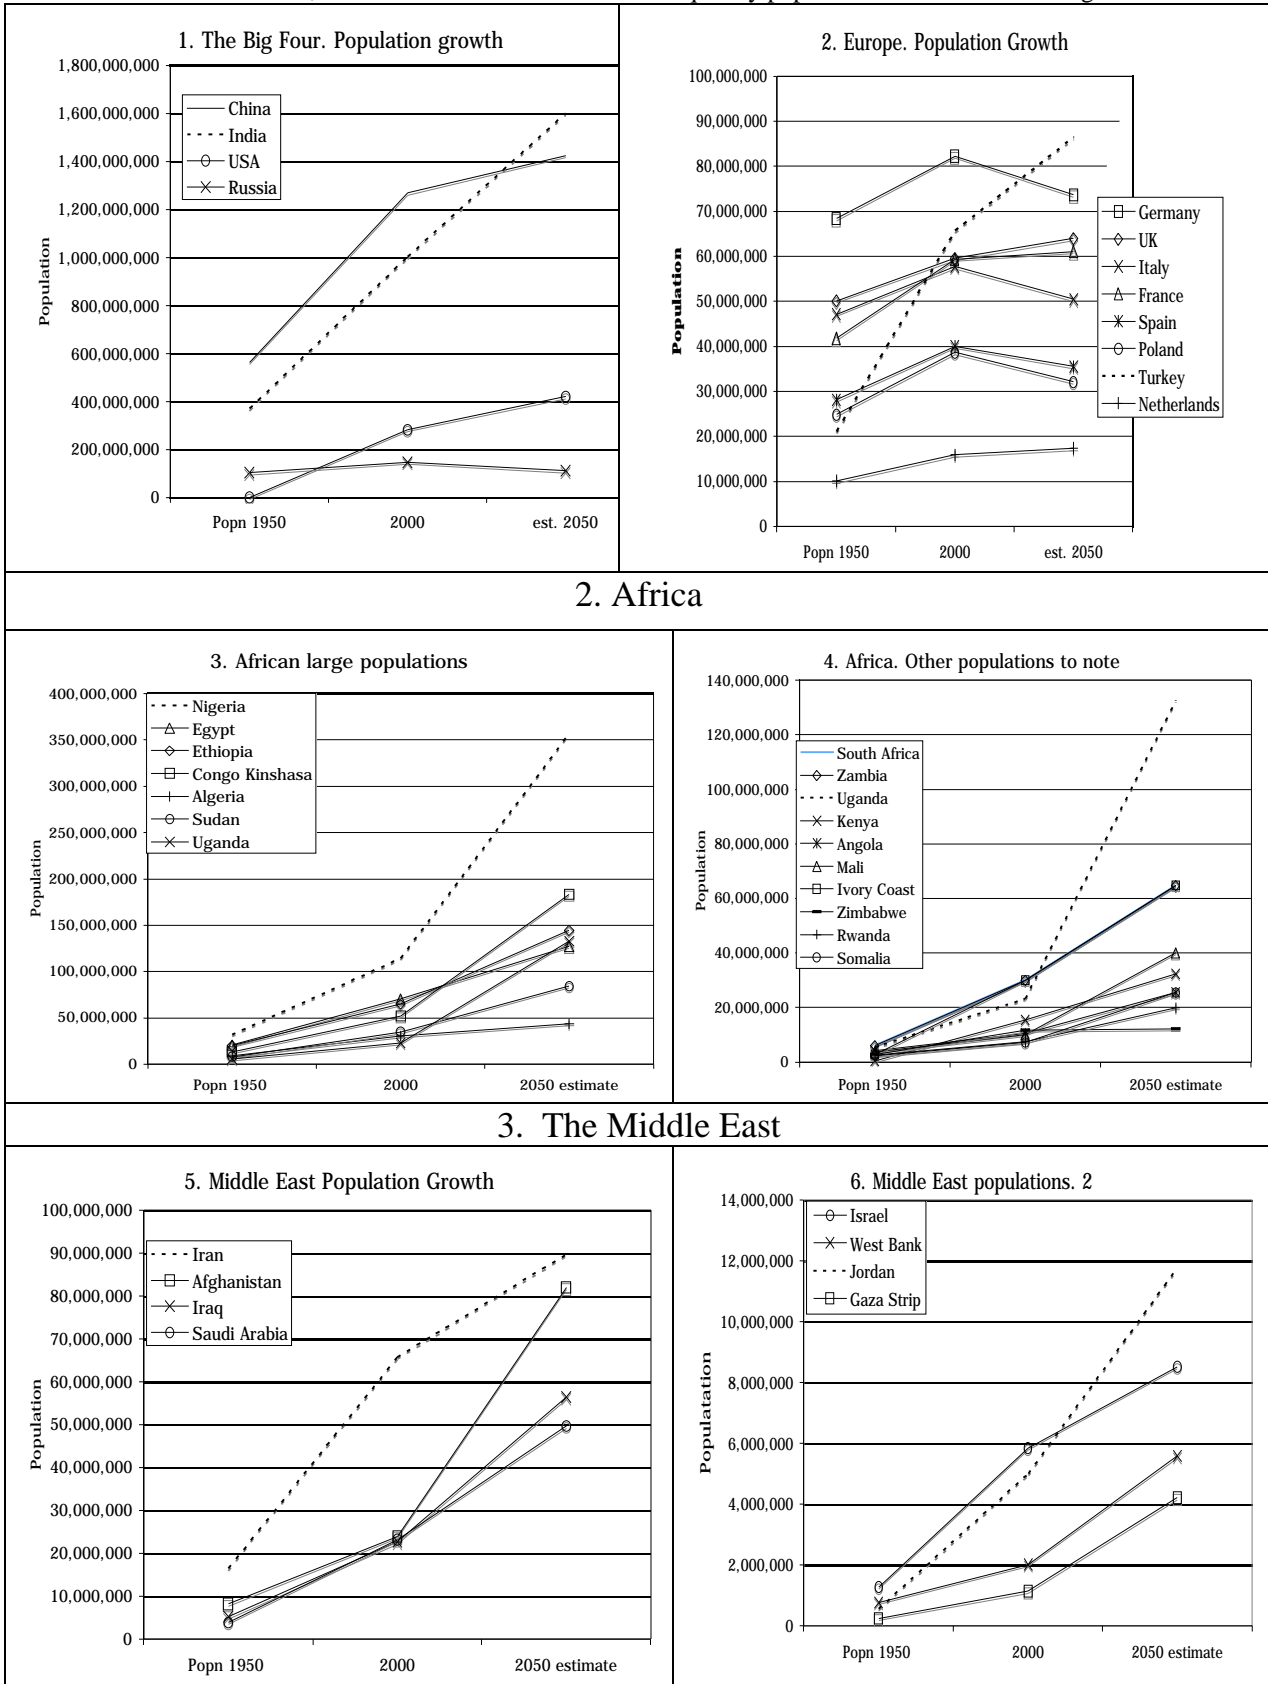 1. The Big Four. Population growth
1,800,000,000
1,600,000,000
1,400,000,000
1,200,000,000
1,000,000,000
800,000,000
600,000,000
400,000,000
200,000,000
0
Population
China
India
USA
Russia
Popn 1950
2000
est. 2050
2. Europe. Population Growth
100,000,000
90,000,000
80,000,000
70,000,000
60,000,000
50,000,000
40,000,000
30,000,000
20,000,000
10,000,000
0
Population
Germany
UK
Italy
France
Spain
Poland
Turkey
Netherlands
Popn 1950
2000
est. 2050
2. Africa
3. African large populations
400,000,000
350,000,000
300,000,000
250,000,000
200,000,000
150,000,000
100,000,000
50,000,000
0
Population
Nigeria
Egypt
Ethiopia
Congo Kinshasa
Algeria
Sudan
Uganda
Popn 1950
2000
2050 estimate
4. Africa. Other populations to note
140,000,000
120,000,000
100,000,000
80,000,000
60,000,000
40,000,000
20,000,000
0
Population
South Africa
Zambia
Uganda
Kenya
Angola
Mali
Ivory Coast
Zimbabwe
Rwanda
Somalia
Popn 1950
2000
2050 estimate
3. The Middle East
5. Middle East Population Growth
100,000,000
90,000,000
80,000,000
70,000,000
60,000,000
50,000,000
40,000,000
30,000,000
20,000,000
10,000,000
0
Population
Iran
Afghanistan
Iraq
Saudi Arabia
Popn 1950
2000
2050 estimate
6. Middle East populations. 2
14,000,000
12,000,000
10,000,000
8,000,000
6,000,000
4,000,000
2,000,000
0
Populatation
Israel
West Bank
Jordan
Gaza Strip
Popn 1950
2000
2050 estimate